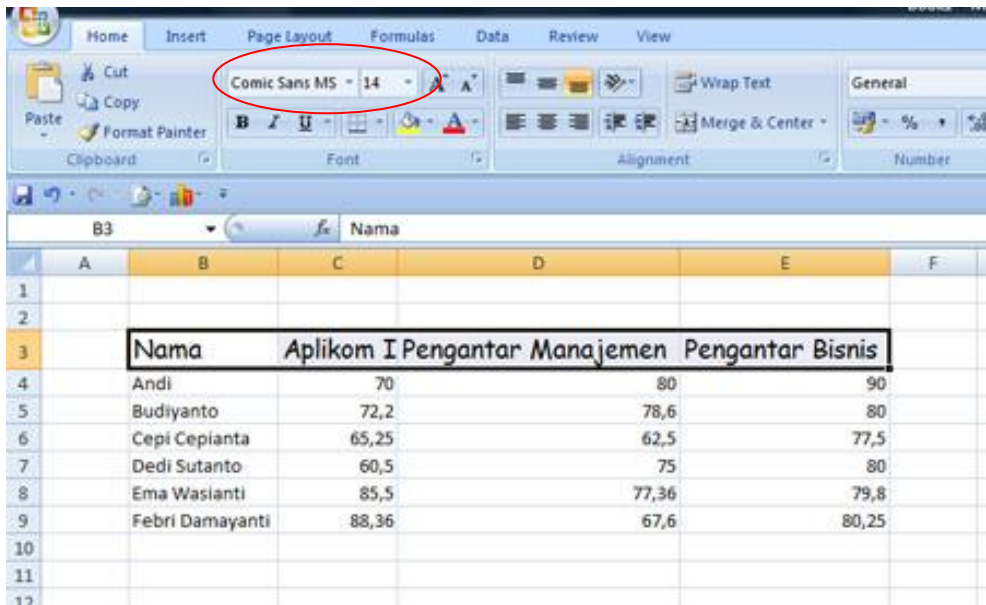 Home Insert Page Layout Formulas Data Review View
Cut
Copy
Format Painter
Paste
Clipboard
Comic Sans MS 14 A A
B I U A
Font
Wrap Text
Merge & Center
Alignment
General
% ,
Number
B3 fx Nama
A B C D E F
1
2
3 Nama Aplikom I Pengantar Manajemen Pengantar Bisnis
4 Andi 70 80 90
5 Budiyanto 72,2 78,6 80
6 Cepi Cepianta 65,25 62,5 77,5
7 Dedi Sutanto 60,5 75 80
8 Ema Wasianti 85,5 77,36 79,8
9 Febri Damayanti 88,36 67,6 80,25
10
11
12